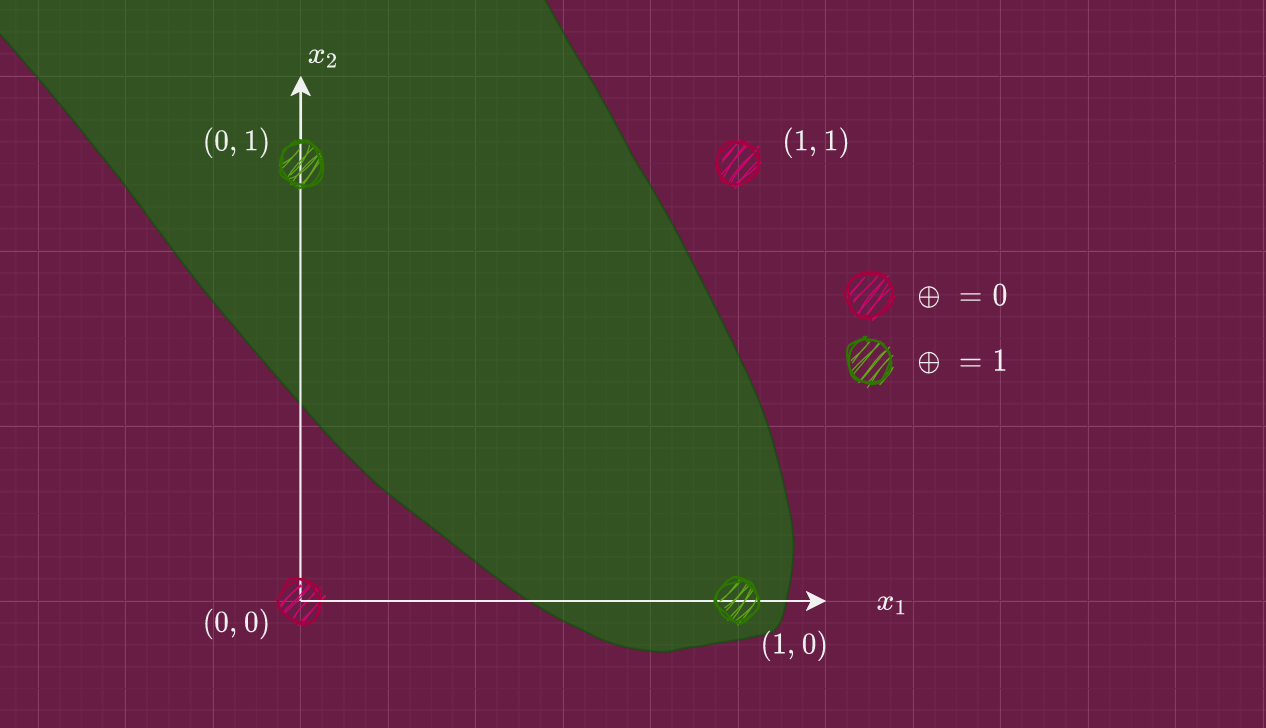 x₂
(0, 1)
(1, 1)
⊕ = 0
⊕ = 1
x₁
(0, 0)
(1, 0)